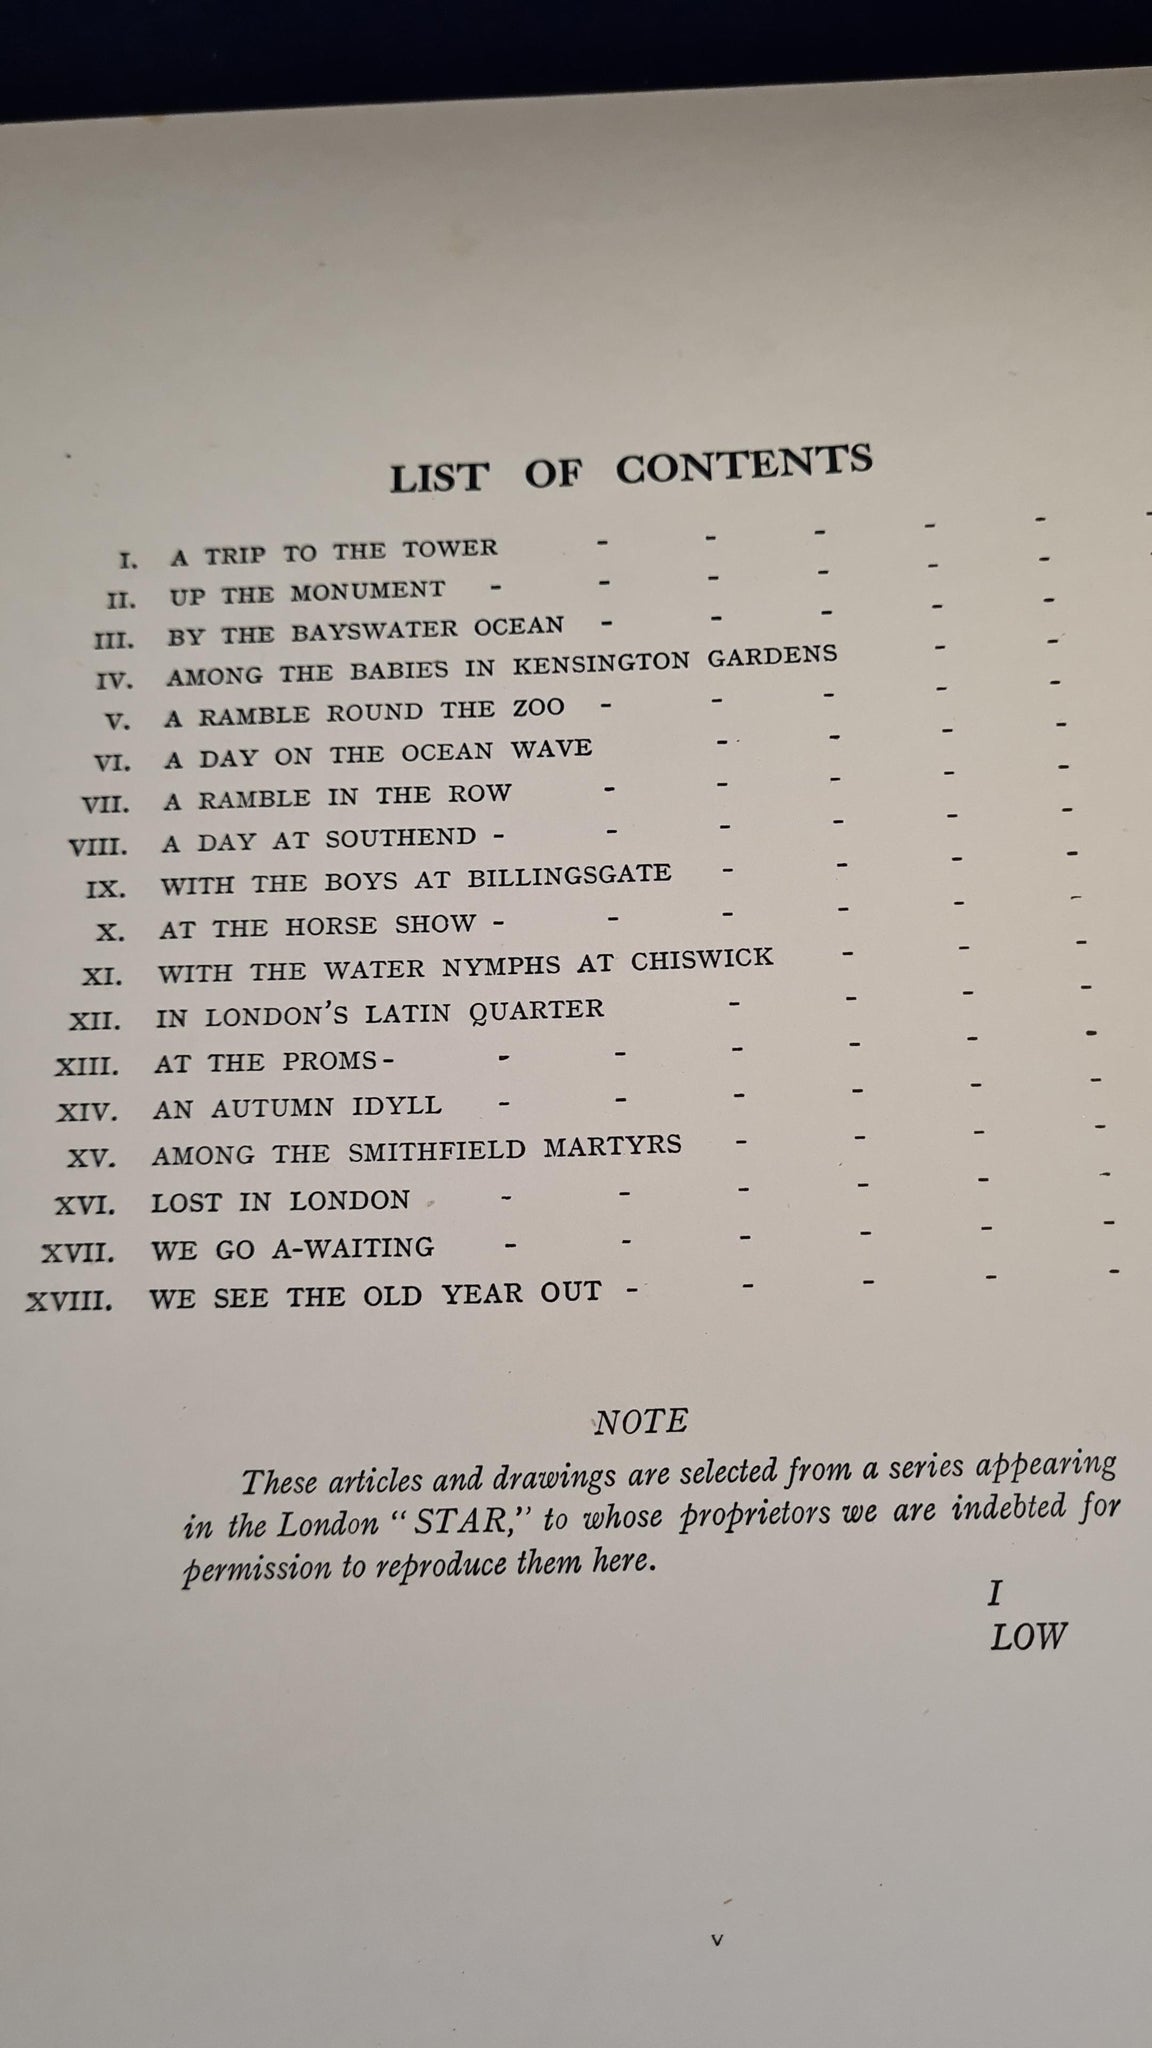 LIST OF CONTENTS
I. A TRIP TO THE TOWER - - - - - -
II. UP THE MONUMENT - - - - - -
III. BY THE BAYSWATER OCEAN - - - - -
IV. AMONG THE BABIES IN KENSINGTON GARDENS - -
V. A RAMBLE ROUND THE ZOO - - - - -
VI. A DAY ON THE OCEAN WAVE - - - -
VII. A RAMBLE IN THE ROW - - - - -
VIII. A DAY AT SOUTHEND - - - - - -
IX. WITH THE BOYS AT BILLINGSGATE - - - -
X. AT THE HORSE SHOW - - - - - -
XI. WITH THE WATER NYMPHS AT CHISWICK - - -
XII. IN LONDON'S LATIN QUARTER - - - -
XIII. AT THE PROMS - - - - - - -
XIV. AN AUTUMN IDYLL - - - - - -
XV. AMONG THE SMITHFIELD MARTYRS - - - -
XVI. LOST IN LONDON - - - - - -
XVII. WE GO A-WAITING - - - - - -
XVIII. WE SEE THE OLD YEAR OUT - - - - -
NOTE
These articles and drawings are selected from a series appearing
in the London "STAR," to whose proprietors we are indebted for
permission to reproduce them here.
I
LOW
v